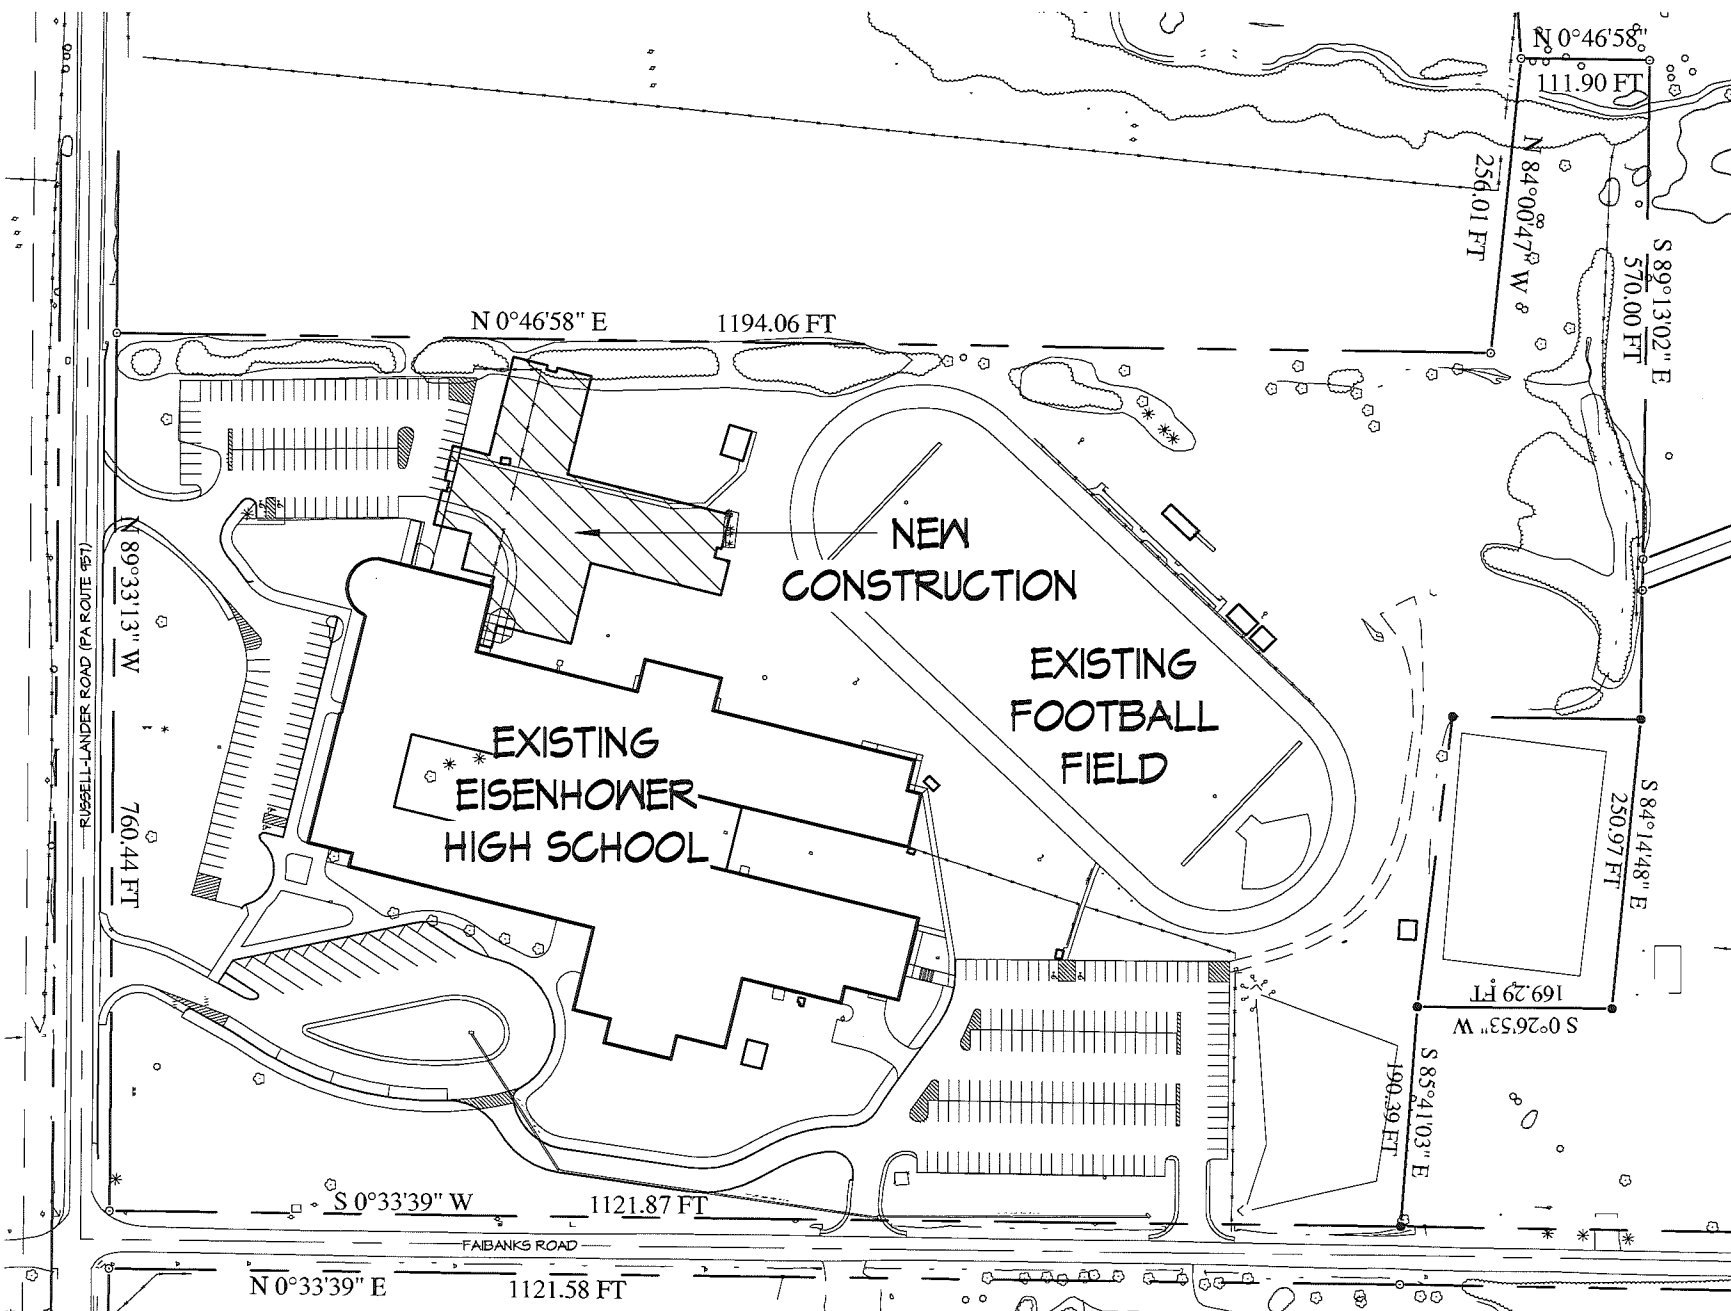 N 0°46'58"
111.90 FT
N 84°00'47" W
256.01 FT
S 89°13'02" E
570.00 FT
N 0°46'58" E 1194.06 FT
NEW
CONSTRUCTION
N 89°33'13" W
760.44 FT
RUSSELL-LANDER ROAD (PA ROUTE 957)
EXISTING
FOOTBALL
FIELD
EXISTING
EISENHOWER
HIGH SCHOOL
S 84°14'48" E
250.97 FT
169.29 FT
S 0°26'53" W
S 85°41'03" E
190.39 FT
S 0°33'39" W 1121.87 FT
FAIBANKS ROAD
N 0°33'39" E 1121.58 FT